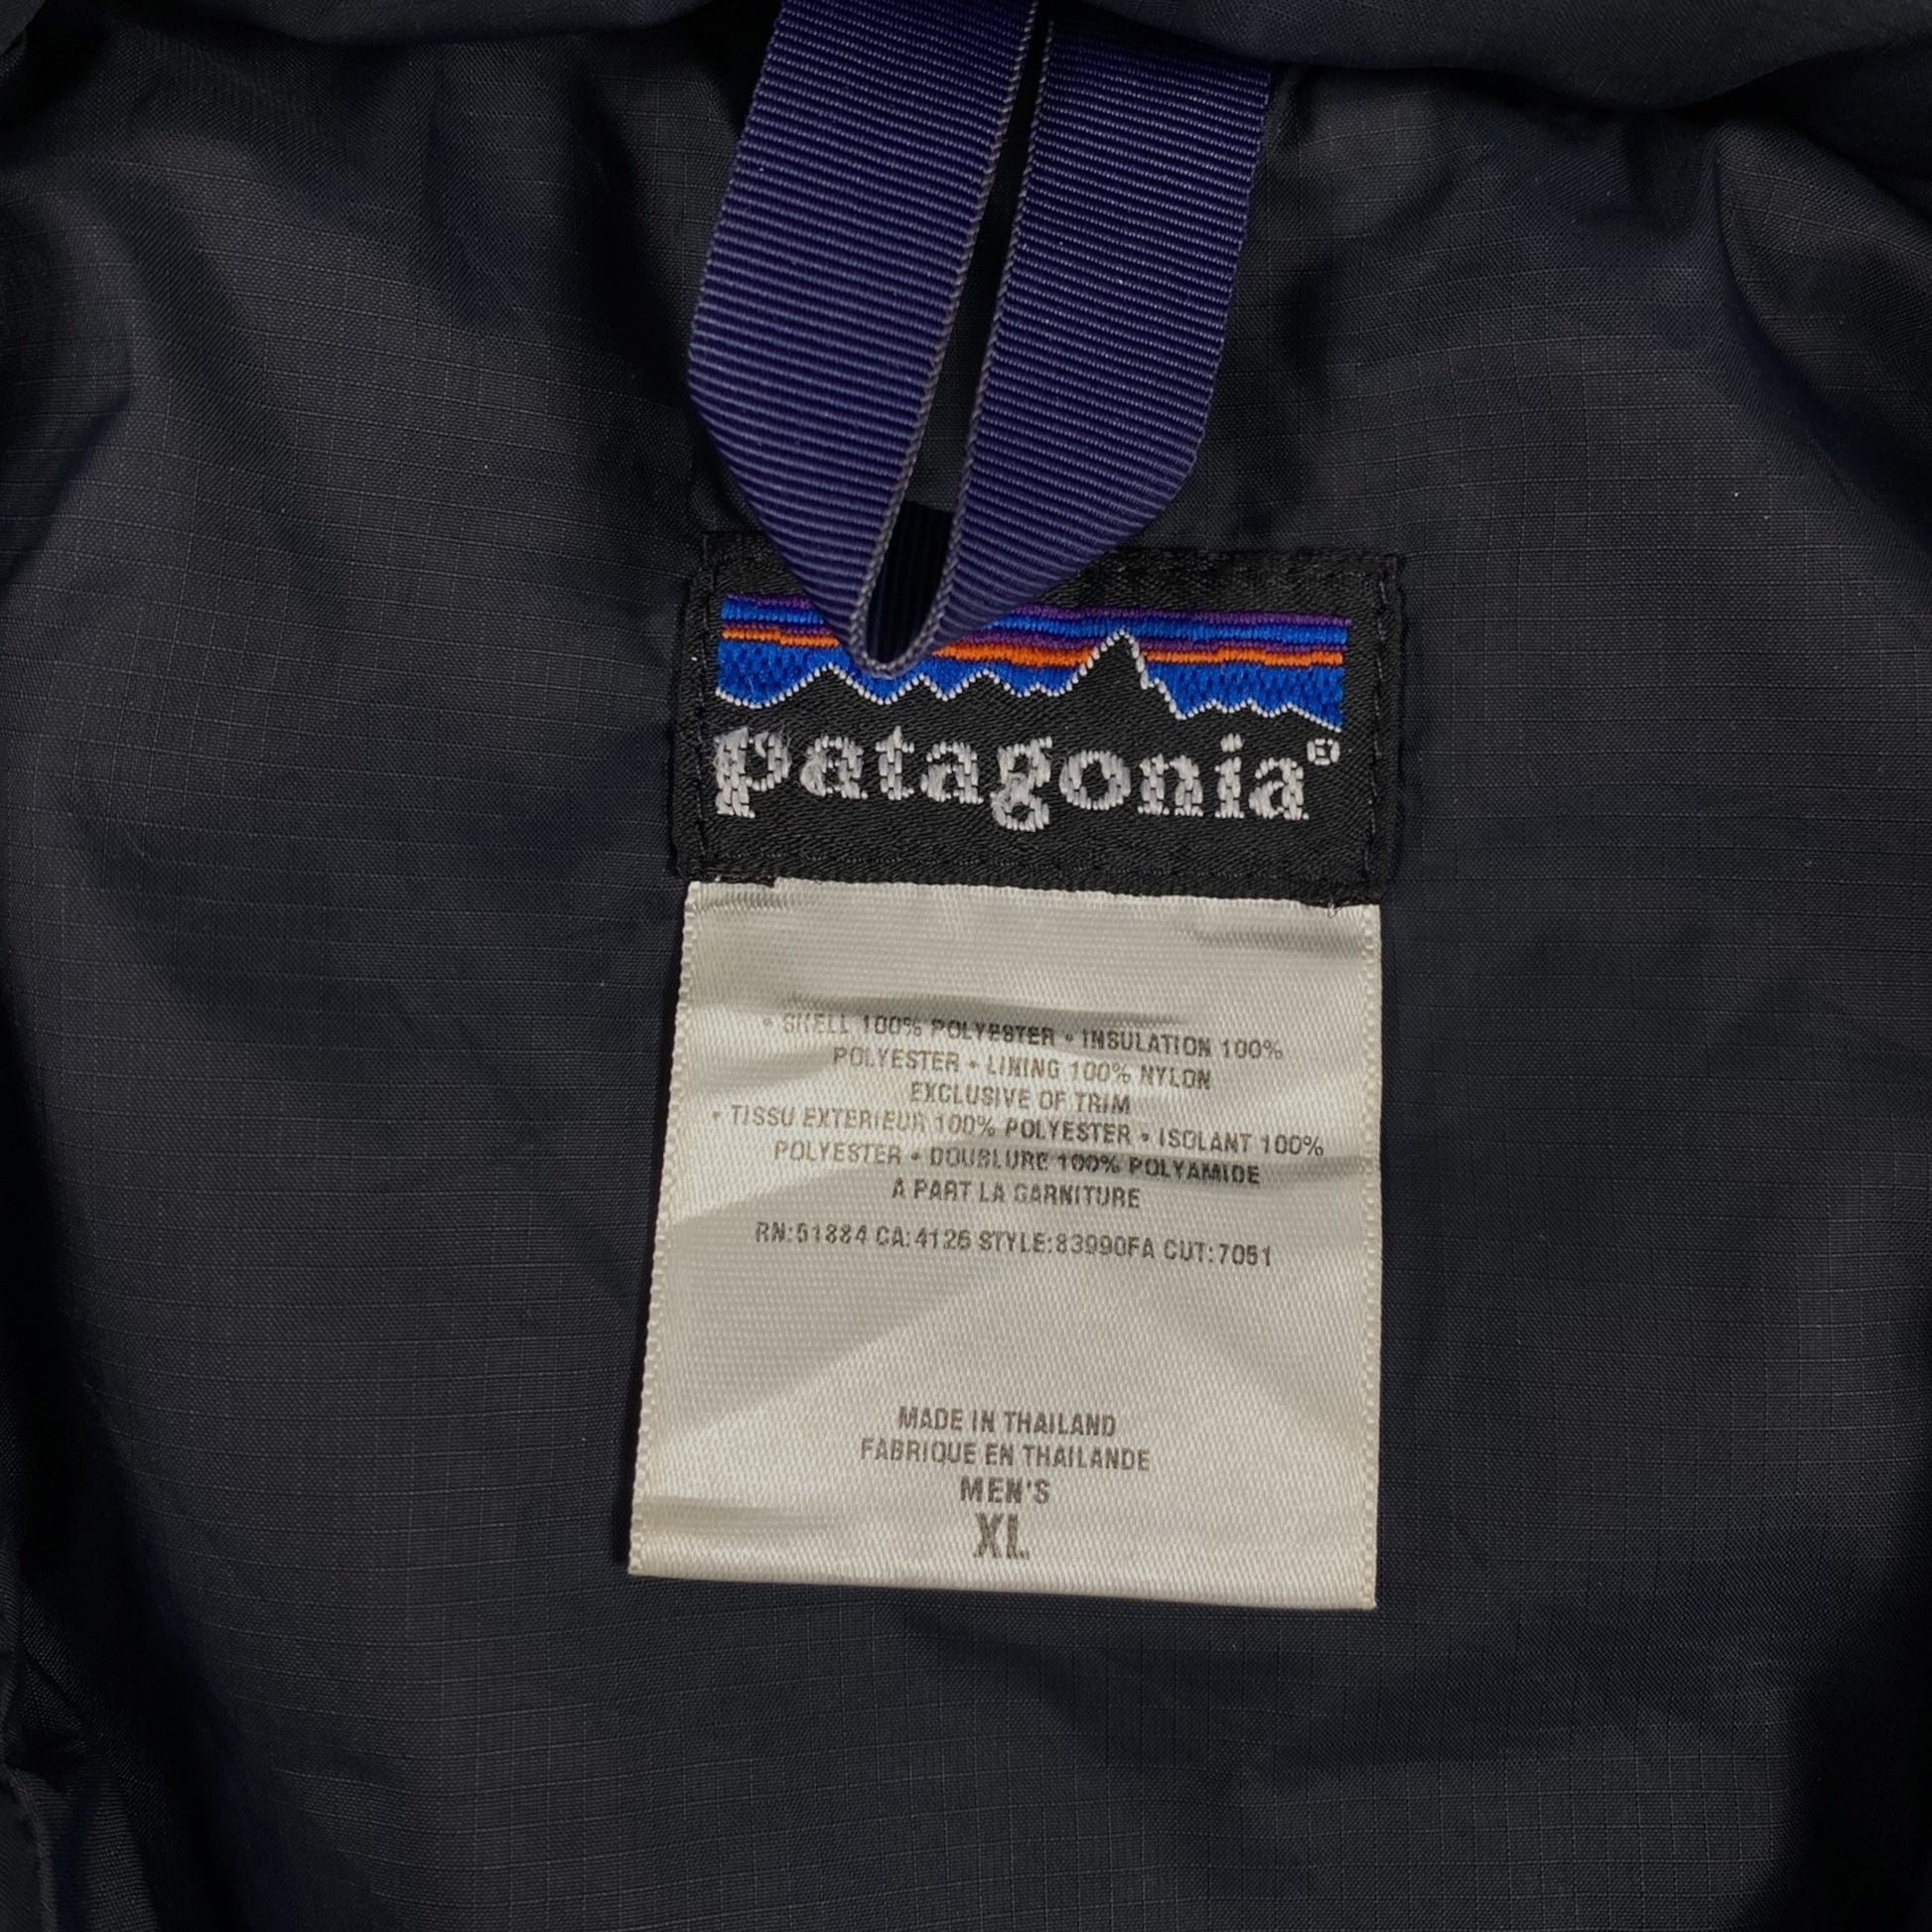 patagonia®
• SHELL 100% POLYESTER • INSULATION 100%
POLYESTER • LINING 100% NYLON
EXCLUSIVE OF TRIM
• TISSU EXTERIEUR 100% POLYESTER • ISOLANT 100%
POLYESTER • DOUBLURE 100% POLYAMIDE
A PART LA GARNITURE
RN:51884 CA:4126 STYLE:83990FA CUT:7051
MADE IN THAILAND
FABRIQUE EN THAILANDE
MEN'S
XL